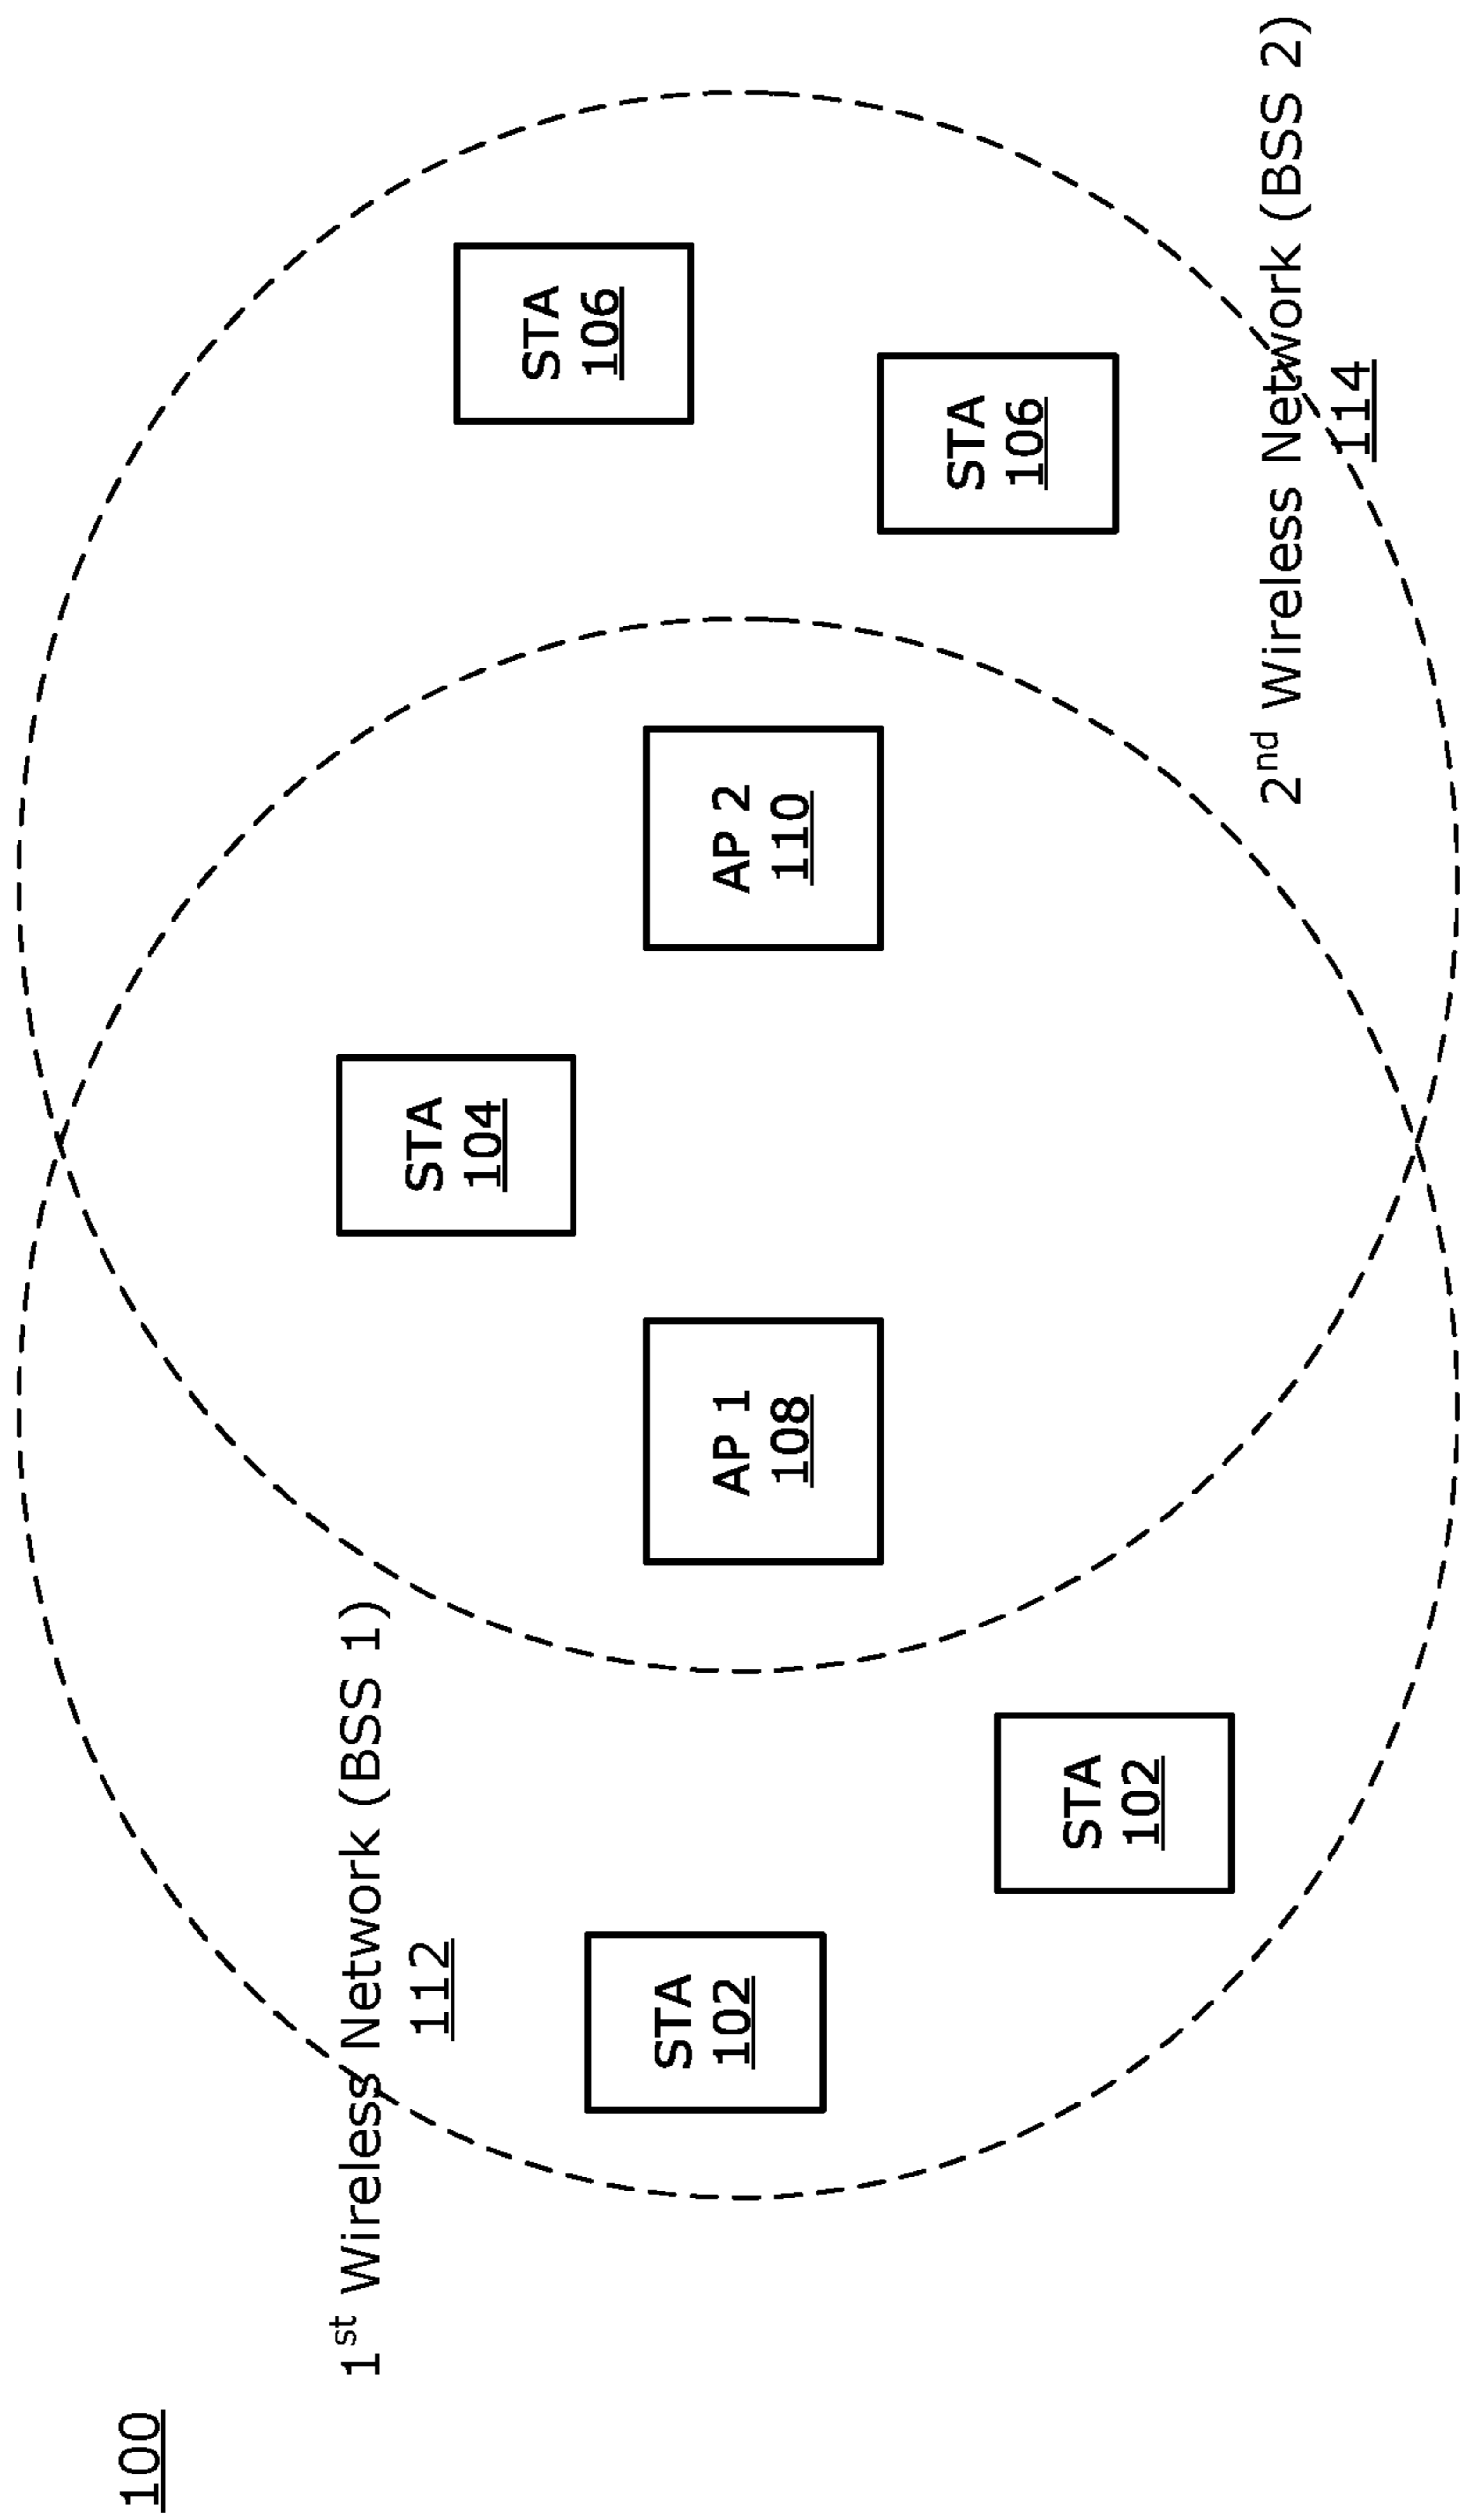 100
1st Wireless Network (BSS 1)
112
STA
104
STA
106
STA
102
AP 1
108
AP 2
110
STA
106
STA
102
2nd Wireless Network (BSS 2)
114